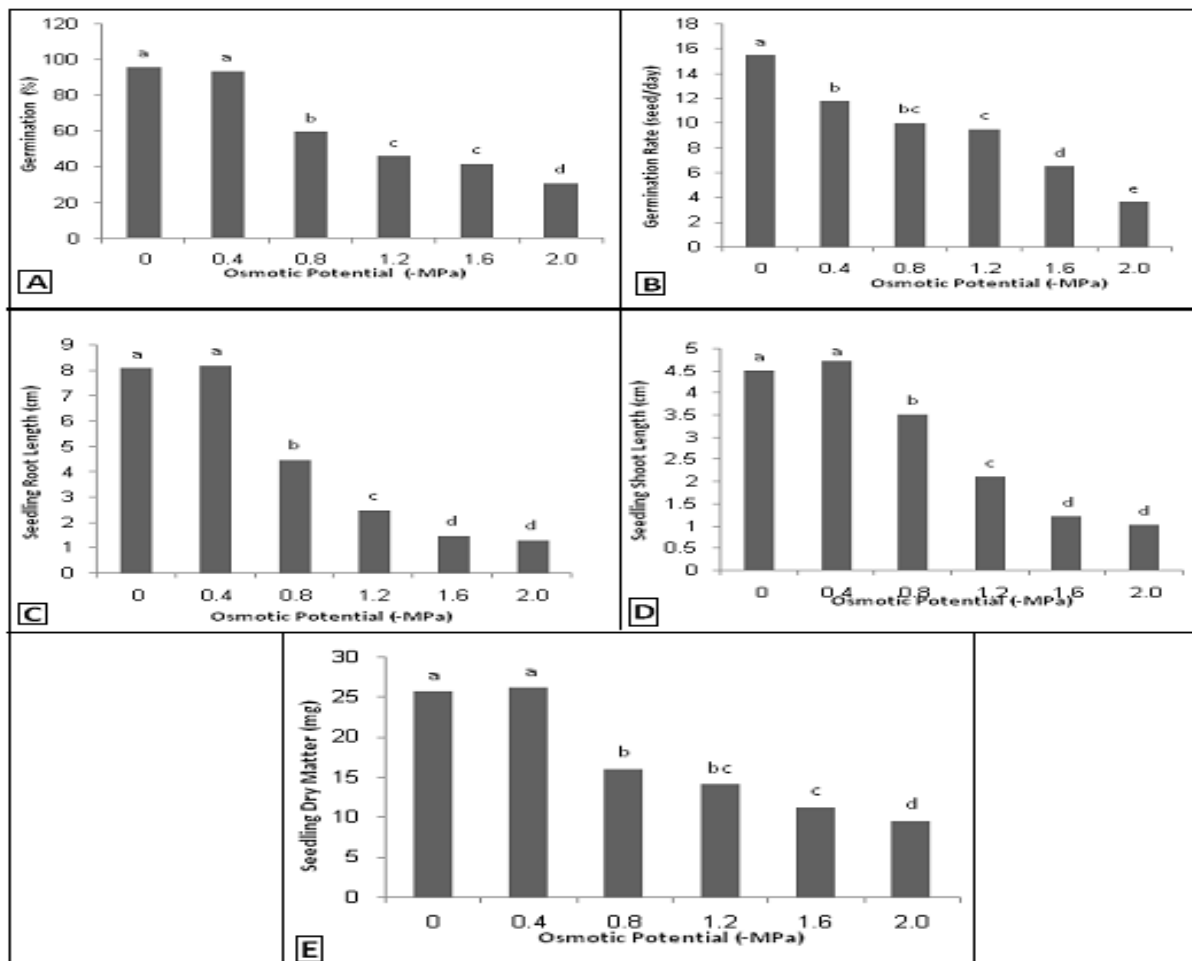 120
100
80
60
40
20
0
Germination (%)
a a b c c d
0 0.4 0.8 1.2 1.6 2.0
Osmotic Potential (-MPa)
A
18
16
14
12
10
8
6
4
2
0
Germination Rate (seed/day)
a b bc c d e
0 0.4 0.8 1.2 1.6 2.0
Osmotic Potential (-MPa)
B
9
8
7
6
5
4
3
2
1
0
Seedling Root Length (cm)
a a b c d d
0 0.4 0.8 1.2 1.6 2.0
Osmotic Potential (-MPa)
C
5
4.5
4
3.5
3
2.5
2
1.5
1
0.5
0
Seedling Shoot Length (cm)
a a b c d d
0 0.4 0.8 1.2 1.6 2.0
Osmotic Potential (-MPa)
D
30
25
20
15
10
5
0
Seedling Dry Matter (mg)
a a b bc c d
0 0.4 0.8 1.2 1.6 2.0
Osmotic Potential (-MPa)
E